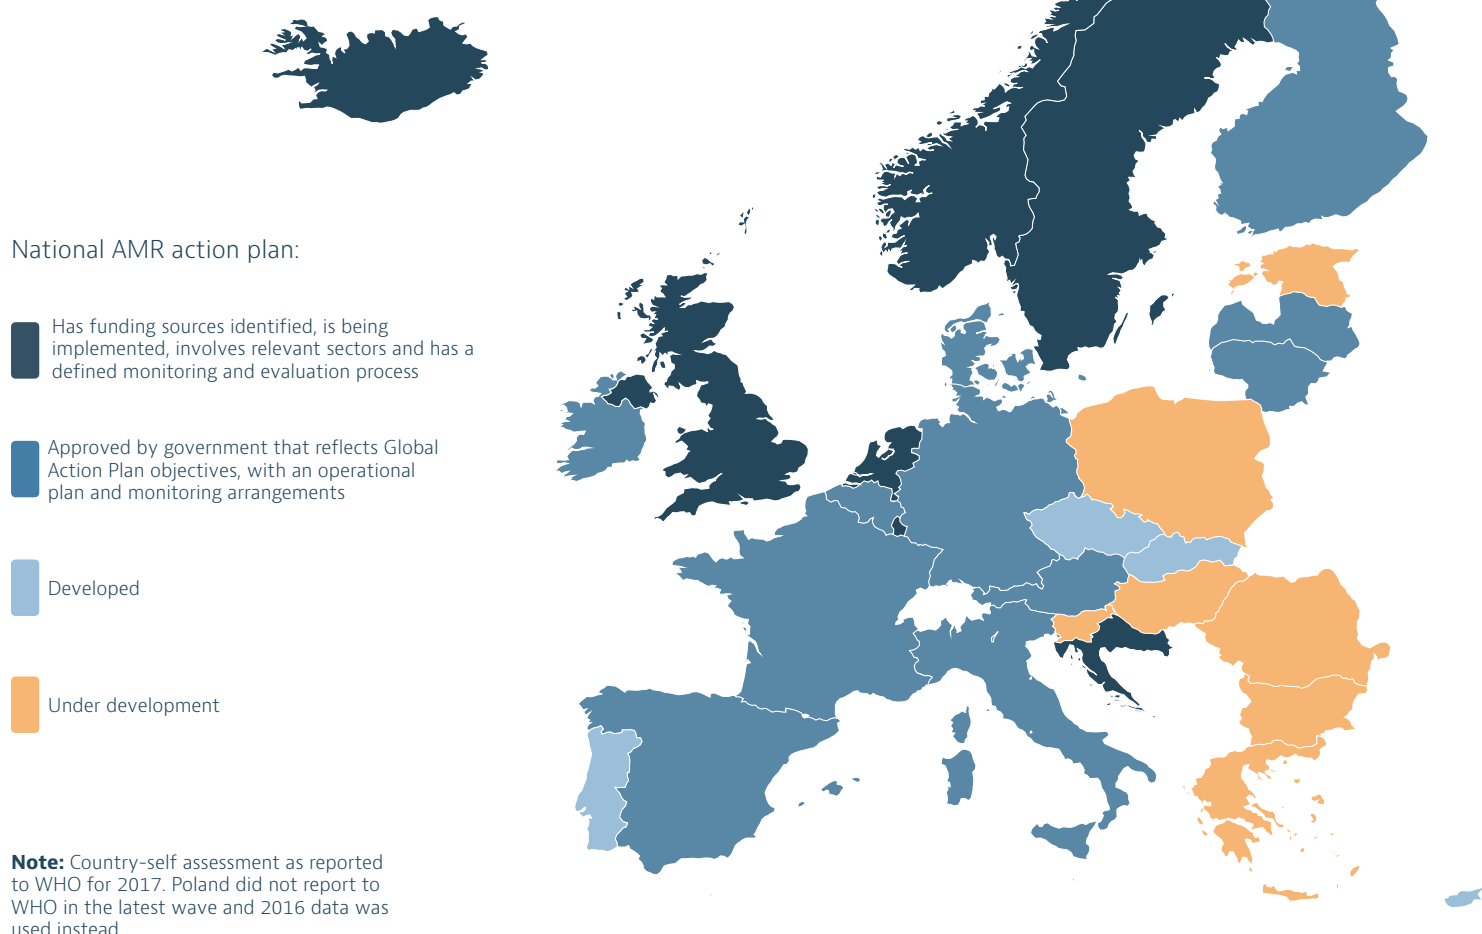 National AMR action plan:
Has funding sources identified, is being
implemented, involves relevant sectors and has a
defined monitoring and evaluation process
Approved by government that reflects Global
Action Plan objectives, with an operational
plan and monitoring arrangements
Developed
Under development
Note: Country-self assessment as reported
to WHO for 2017. Poland did not report to
WHO in the latest wave and 2016 data was
used instead